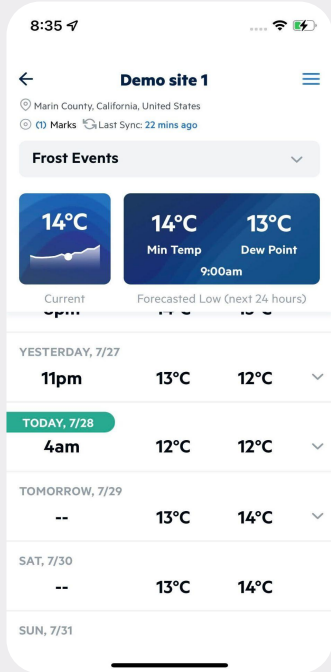 8:35
Demo site 1
Marin County, California, United States
(1) Marks Last Sync: 22 mins ago
Frost Events
14°C 14°C 13°C
Min Temp Dew Point
9:00am
Current Forecasted Low (next 24 hours)
YESTERDAY, 7/27
11pm 13°C 12°C
TODAY, 7/28
4am 12°C 12°C
TOMORROW, 7/29
-- 13°C 14°C
SAT, 7/30
-- 13°C 14°C
SUN, 7/31